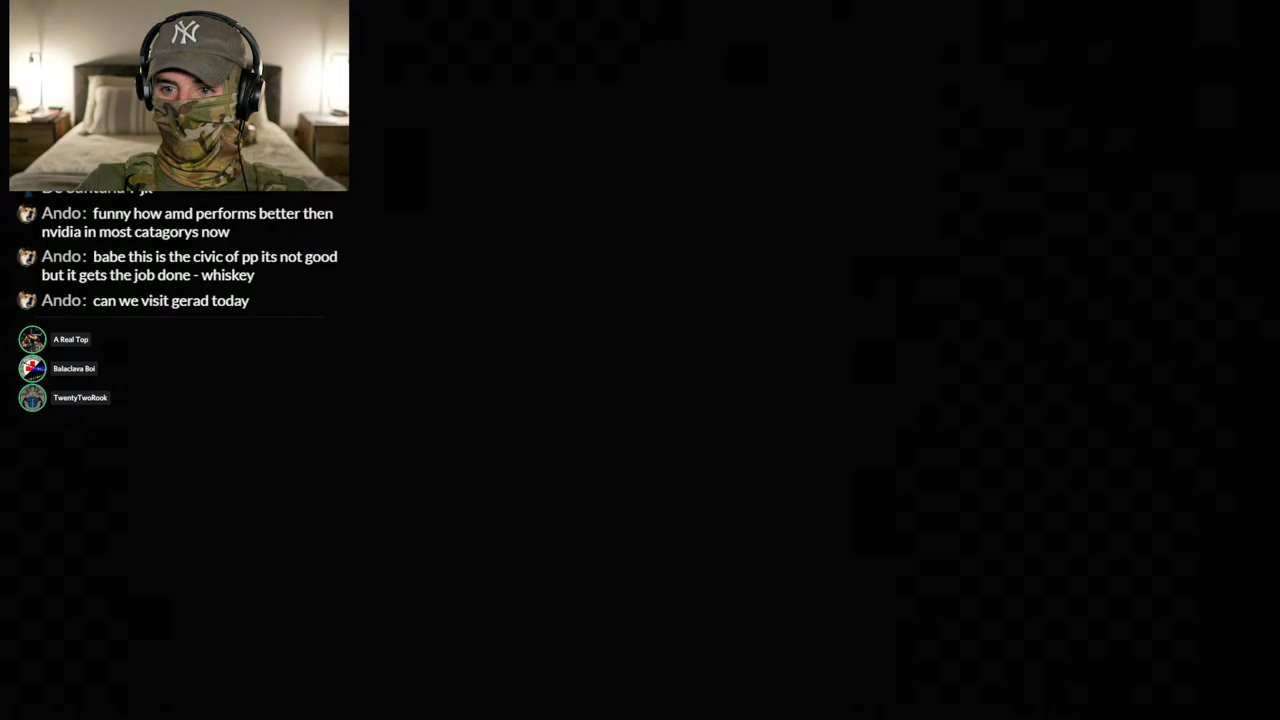 NY
Ando: funny how amd performs better then
nvidia in most catagorys now
Ando: babe this is the civic of pp its not good
but it gets the job done - whiskey
Ando: can we visit gerad today
A Real Top
Balaclava Boi
TwentyTwoRook